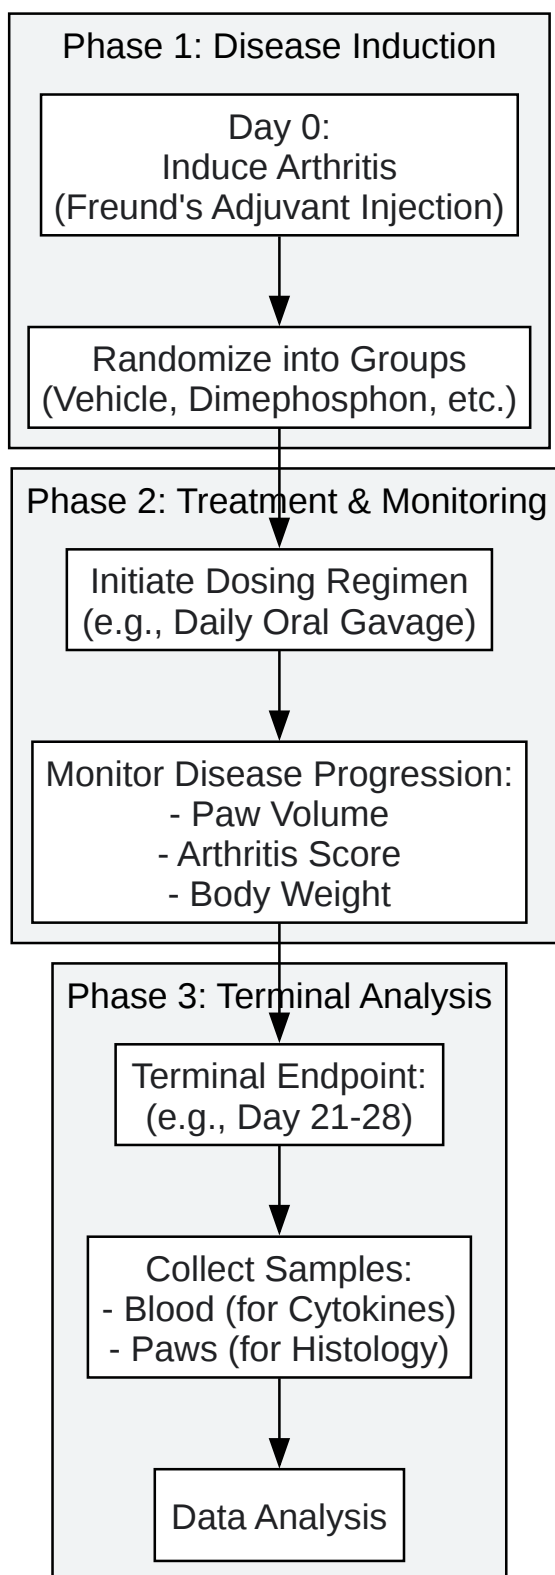 Phase 1: Disease Induction
Day 0:
Induce Arthritis
(Freund's Adjuvant Injection)
Randomize into Groups
(Vehicle, Dimephosphon, etc.)
Phase 2: Treatment & Monitoring
Initiate Dosing Regimen
(e.g., Daily Oral Gavage)
Monitor Disease Progression:
- Paw Volume
- Arthritis Score
- Body Weight
Phase 3: Terminal Analysis
Terminal Endpoint:
(e.g., Day 21-28)
Collect Samples:
- Blood (for Cytokines)
- Paws (for Histology)
Data Analysis